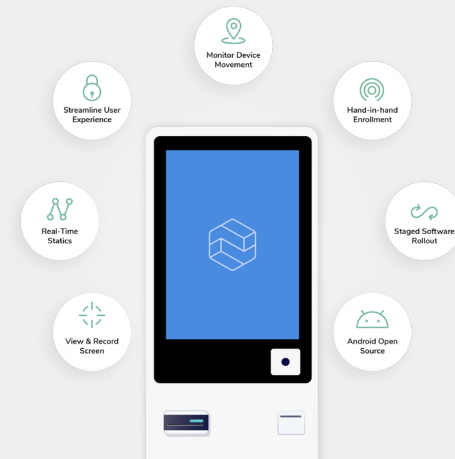 Monitor Device
Movement
Streamline User
Experience
Hand-in-hand
Enrollment
Real-Time
Statics
Staged Software
Rollout
View & Record
Screen
Android Open
Source